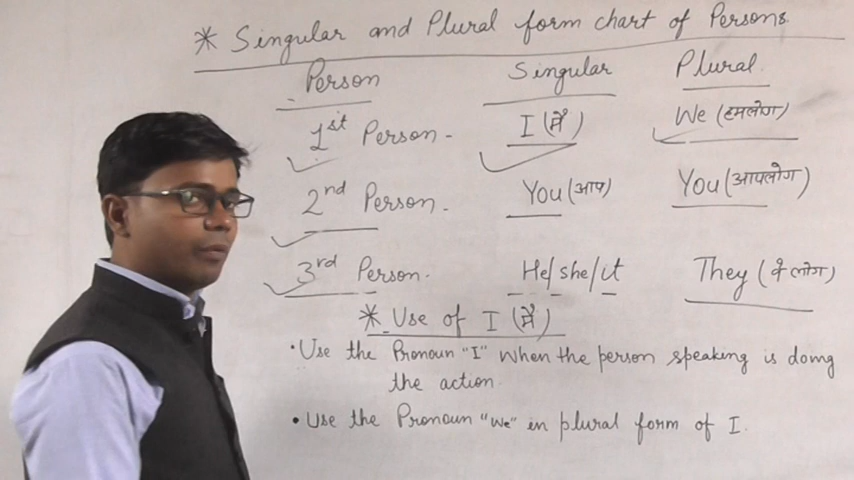 * Singular and Plural form chart of Persons.
Person Singular Plural
1st Person - I (मैं) We (हमलोग)
2nd Person. You (आप) You (आपलोग)
3rd Person. He/she/it They (वे लोग)
* Use of I (मैं)
• Use the Pronoun "I" when the person speaking is doing
the action.
• Use the Pronoun "We" in plural form of I.